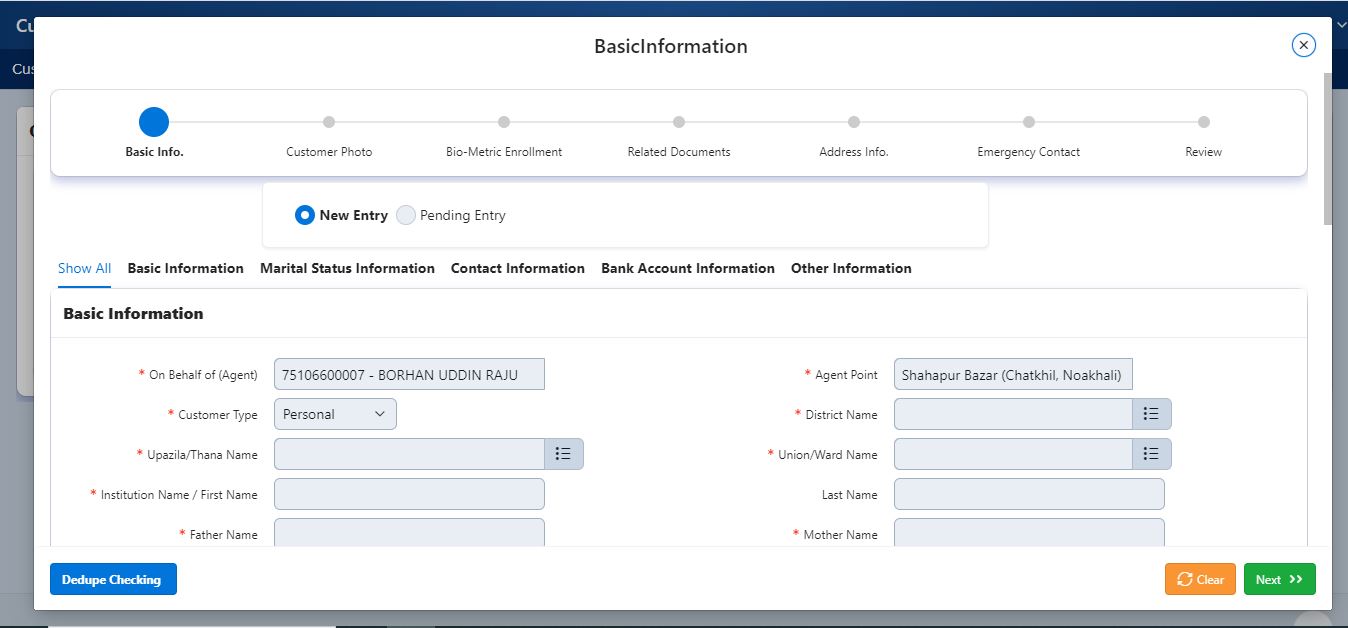 BasicInformation
Basic Info.
Customer Photo
Bio-Metric Enrollment
Related Documents
Address Info.
Emergency Contact
Review
New Entry
Pending Entry
Show All
Basic Information
Marital Status Information
Contact Information
Bank Account Information
Other Information
Basic Information
* On Behalf of (Agent)
75106600007 - BORHAN UDDIN RAJU
* Agent Point
Shahapur Bazar (Chatkhil, Noakhali)
* Customer Type
Personal
* District Name
* Upazila/Thana Name
* Union/Ward Name
* Institution Name / First Name
Last Name
* Father Name
* Mother Name
Dedupe Checking
Clear
Next